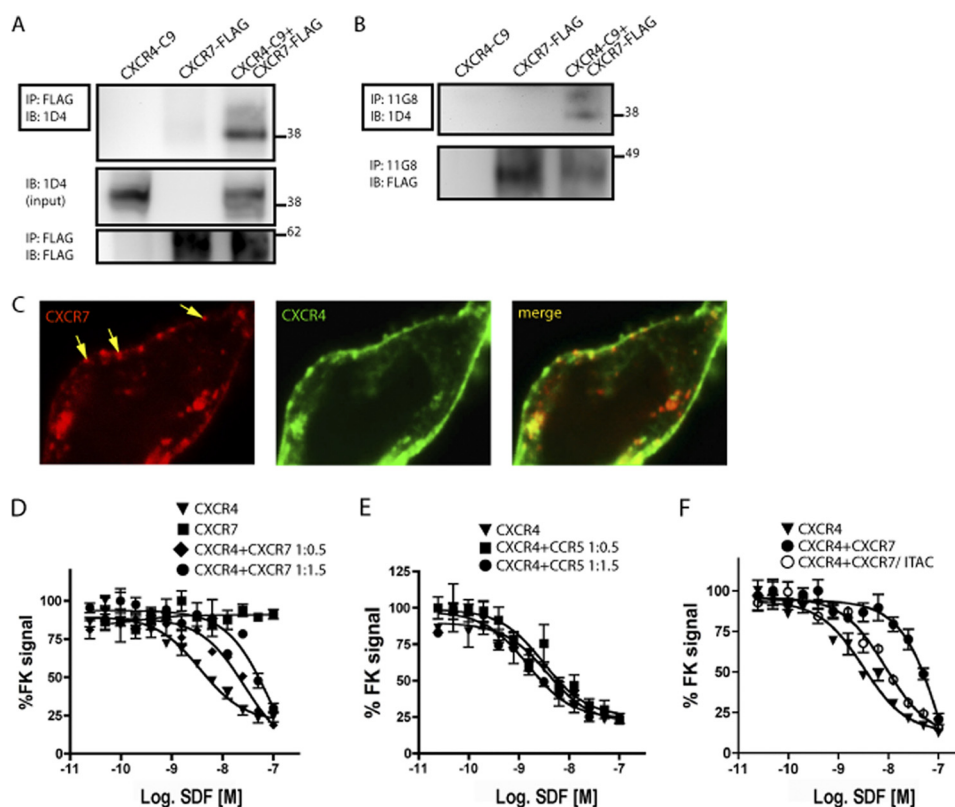 A
CXCR4-C9
CXCR7-FLAG
CXCR4-C9+
CXCR7-FLAG
IP: FLAG
IB: 1D4
38
IB: 1D4
(input)
38
IP: FLAG
IB: FLAG
62
B
CXCR4-C9
CXCR7-FLAG
CXCR4-C9+
CXCR7-FLAG
IP: 11G8
IB: 1D4
38
IP: 11G8
IB: FLAG
49
C
CXCR7
CXCR4
merge
D
CXCR4
CXCR7
CXCR4+CXCR7 1:0.5
CXCR4+CXCR7 1:1.5
%FK signal
100
75
50
25
0
-11 -10 -9 -8 -7
Log. SDF [M]
E
CXCR4
CXCR4+CCR5 1:0.5
CXCR4+CCR5 1:1.5
% FK signal
125
100
75
50
25
0
-11 -10 -9 -8 -7
Log. SDF [M]
F
CXCR4
CXCR4+CXCR7
CXCR4+CXCR7/ ITAC
% FK signal
100
75
50
25
0
-11 -10 -9 -8 -7
Log. SDF [M]